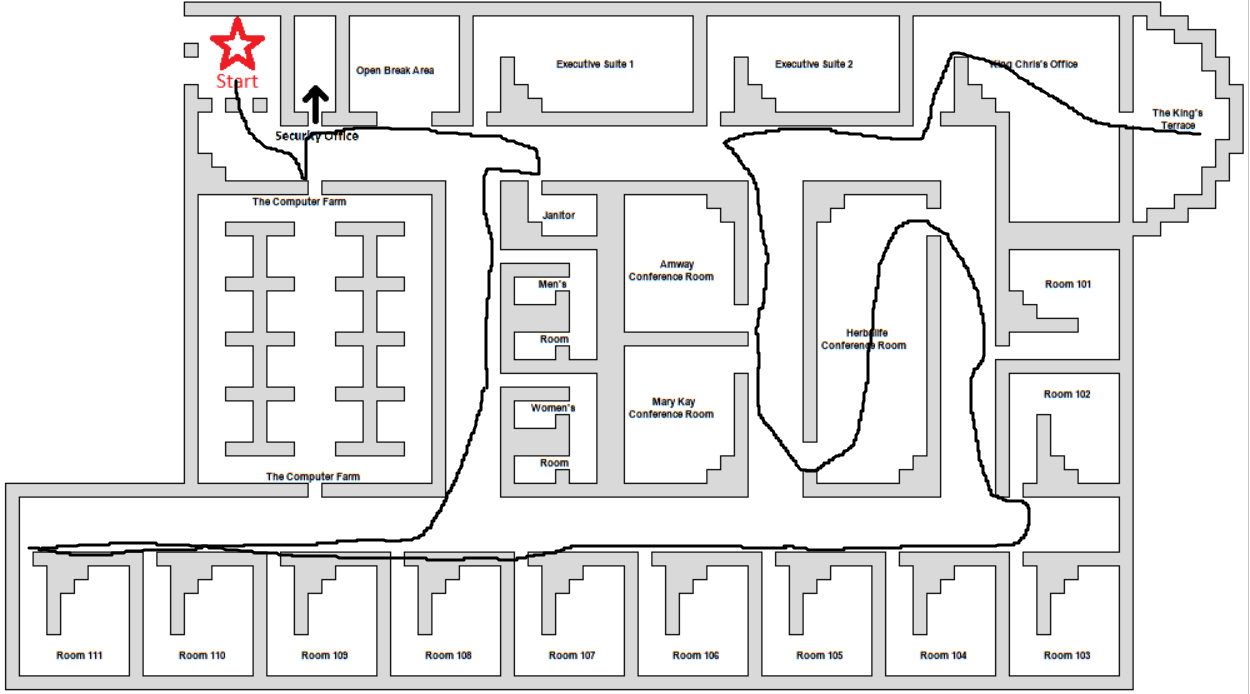 Start
Open Break Area
Executive Suite 1
Executive Suite 2
King Chris's Office
The King's
Terrace
Security Office
The Computer Farm
Janitor
Amway
Conference Room
Men's
Room
Room 101
Herbalife
Conference Room
Women's
Room
Mary Kay
Conference Room
Room 102
The Computer Farm
Room 111
Room 110
Room 109
Room 108
Room 107
Room 106
Room 105
Room 104
Room 103